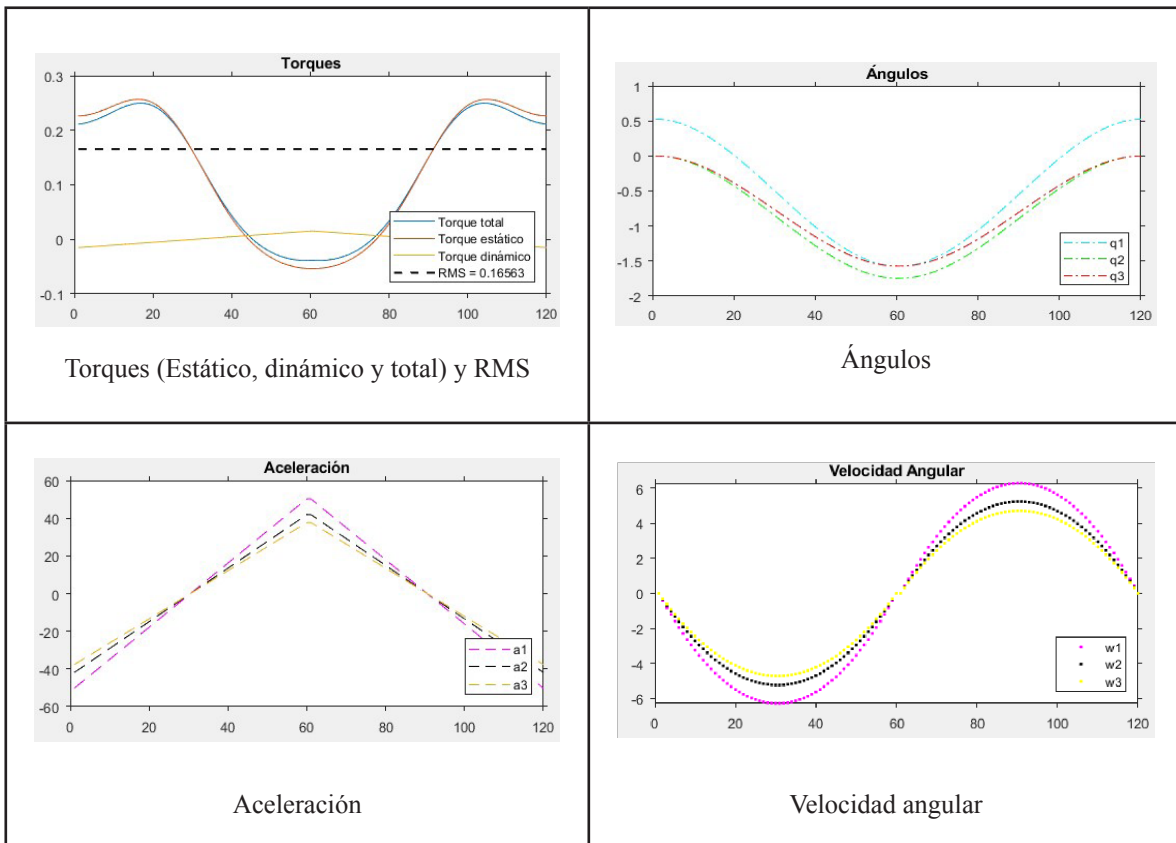 Torques
0.3
0.2
0.1
0
-0.1
0 20 40 60 80 100 120
Torque total
Torque estático
Torque dinámico
RMS = 0.16563
Torques (Estático, dinámico y total) y RMS
Ángulos
1
0.5
0
-0.5
-1
-1.5
-2
0 20 40 60 80 100 120
q1
q2
q3
Ángulos
Aceleración
60
40
20
0
-20
-40
-60
0 20 40 60 80 100 120
a1
a2
a3
Aceleración
Velocidad Angular
6
4
2
0
-2
-4
-6
0 20 40 60 80 100 120
w1
w2
w3
Velocidad angular